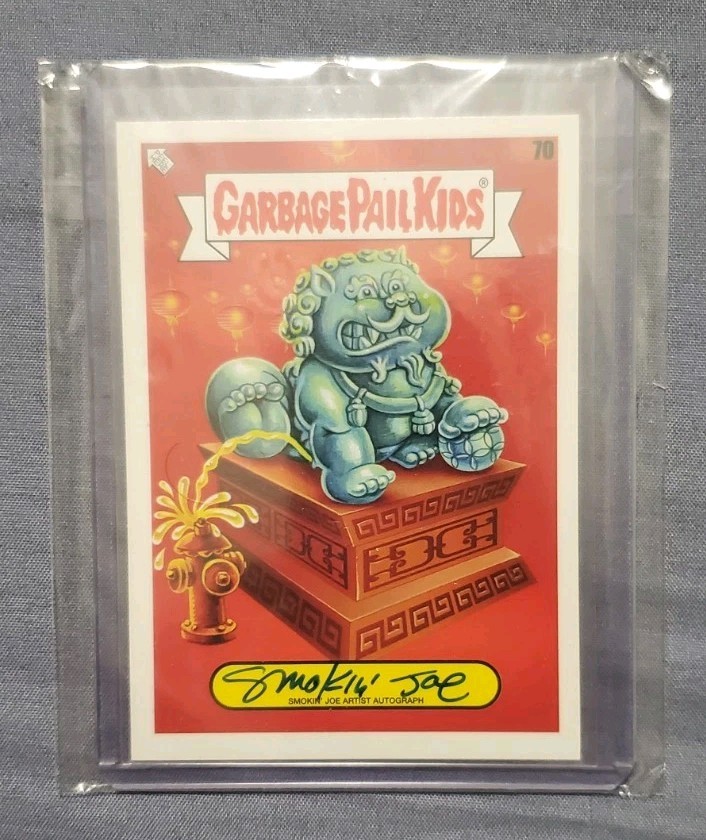 70
GARBAGE PAIL KIDS®
Smokin' Joe
SMOKIN' JOE ARTIST AUTOGRAPH